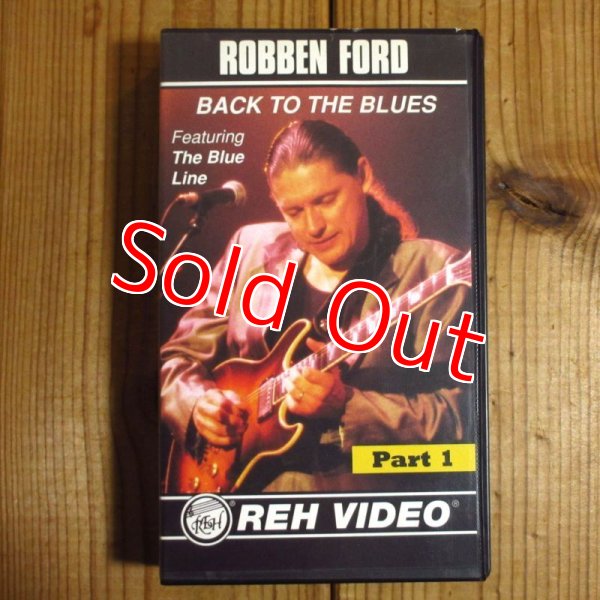 ROBBEN FORD
BACK TO THE BLUES
Featuring
The Blue
Line
Sold Out
Part 1
REH
®
REH VIDEO®